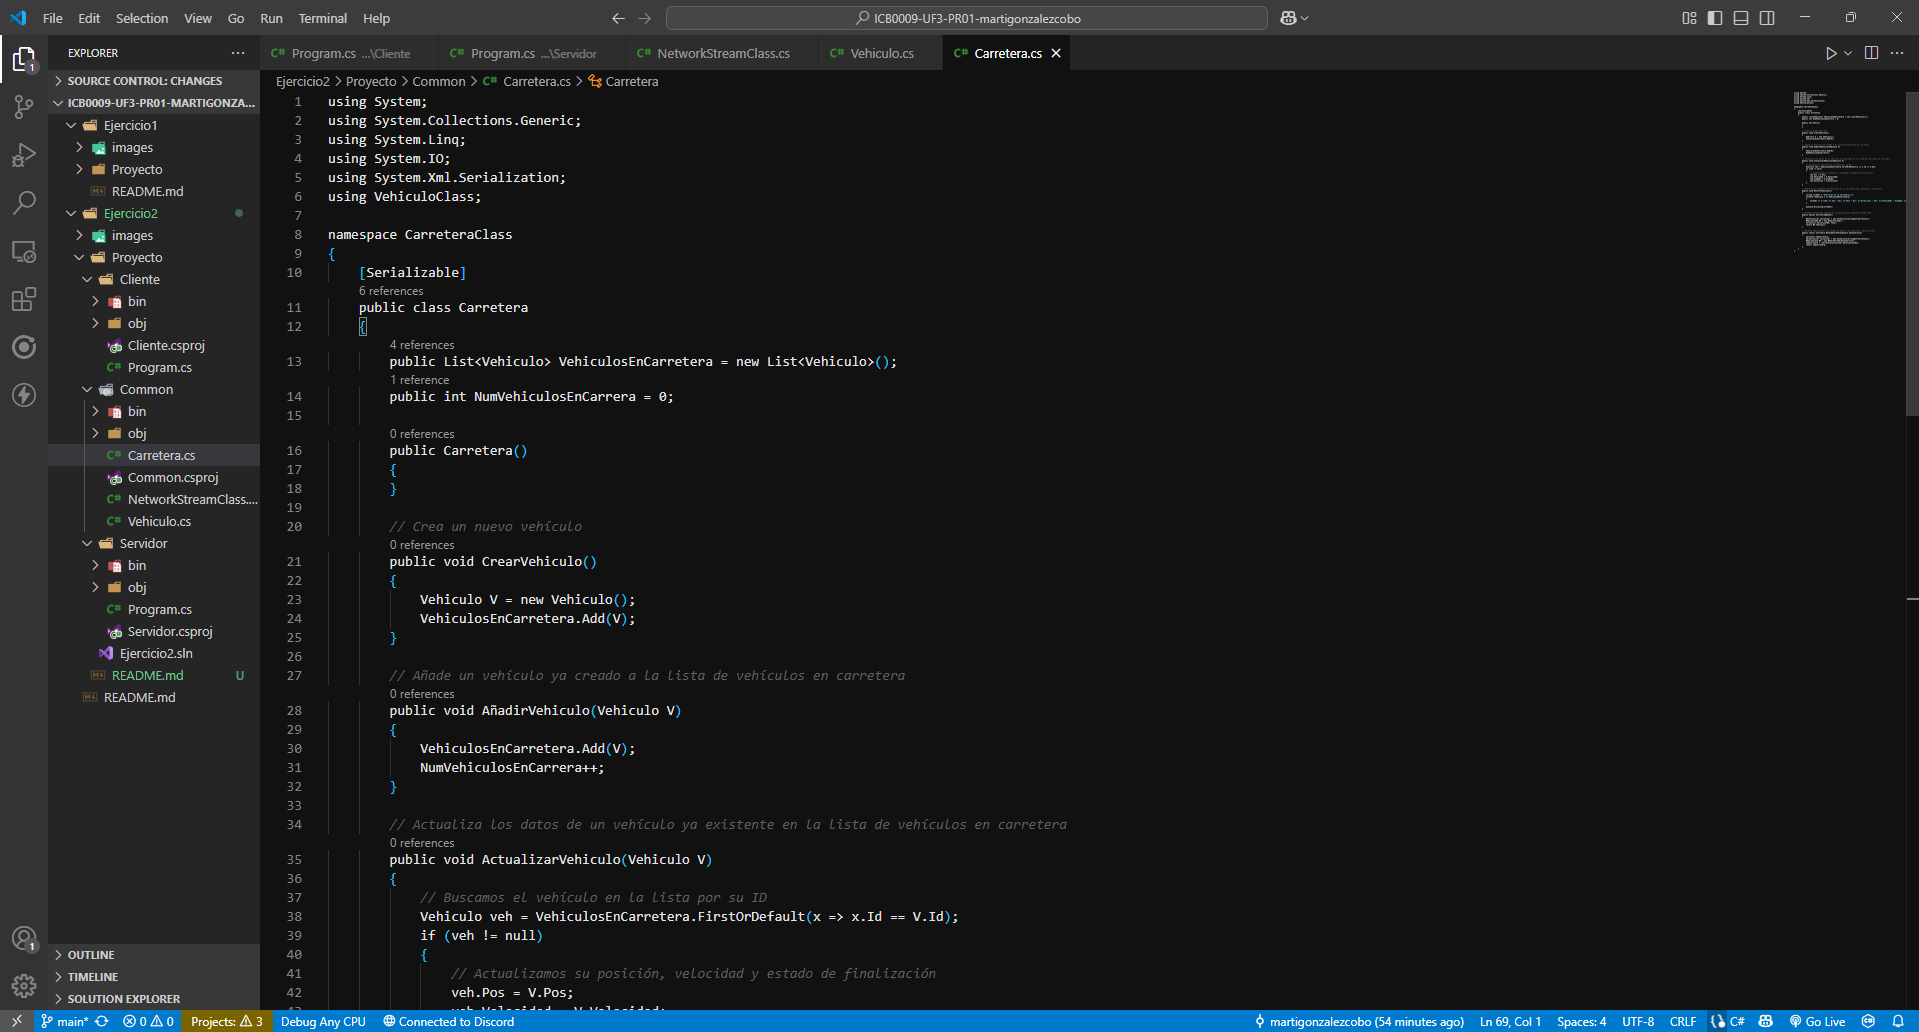 File Edit Selection View Go Run Terminal Help
ICB0009-UF3-PR01-martigonzalezcobo
EXPLORER
SOURCE CONTROL: CHANGES
ICB0009-UF3-PR01-MARTIGONZA...
Ejercicio1
images
Proyecto
README.md
Ejercicio2
images
Proyecto
Cliente
bin
obj
Cliente.csproj
Program.cs
Common
bin
obj
Carretera.cs
Common.csproj
NetworkStreamClass....
Vehiculo.cs
Servidor
bin
obj
Program.cs
Servidor.csproj
Ejercicio2.sln
README.md U
README.md
OUTLINE
TIMELINE
SOLUTION EXPLORER
Program.cs ...\Cliente Program.cs ...\Servidor NetworkStreamClass.cs Vehiculo.cs Carretera.cs
Ejercicio2 > Proyecto > Common > Carretera.cs > Carretera
1 using System;
2 using System.Collections.Generic;
3 using System.Linq;
4 using System.IO;
5 using System.Xml.Serialization;
6 using VehiculoClass;
7
8 namespace CarreteraClass
9 {
10 [Serializable]
6 references
11 public class Carretera
12 {
4 references
13 public List<Vehiculo> VehiculosEnCarretera = new List<Vehiculo>();
1 reference
14 public int NumVehiculosEnCarrera = 0;
15
0 references
16 public Carretera()
17 {
18 }
19
20 // Crea un nuevo vehículo
0 references
21 public void CrearVehiculo()
22 {
23 Vehiculo V = new Vehiculo();
24 VehiculosEnCarretera.Add(V);
25 }
26
27 // Añade un vehículo ya creado a la lista de vehículos en carretera
0 references
28 public void AñadirVehiculo(Vehiculo V)
29 {
30 VehiculosEnCarretera.Add(V);
31 NumVehiculosEnCarrera++;
32 }
33
34 // Actualiza los datos de un vehículo ya existente en la lista de vehículos en carretera
0 references
35 public void ActualizarVehiculo(Vehiculo V)
36 {
37 // Buscamos el vehículo en la lista por su ID
38 Vehiculo veh = VehiculosEnCarretera.FirstOrDefault(x => x.Id == V.Id);
39 if (veh != null)
40 {
41 // Actualizamos su posición, velocidad y estado de finalización
42 veh.Pos = V.Pos;
main* 0 0 Projects: 3 Debug Any CPU Connected to Discord martigonzalezcobo (54 minutes ago) Ln 69, Col 1 Spaces: 4 UTF-8 CRLF C# Go Live